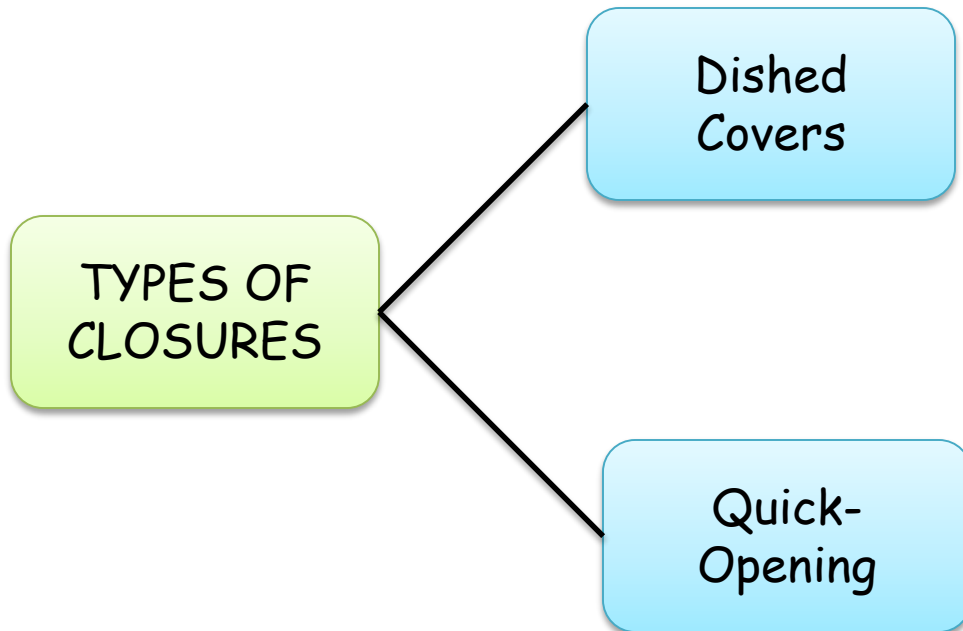 Dished
Covers
TYPES OF
CLOSURES
Quick-
Opening